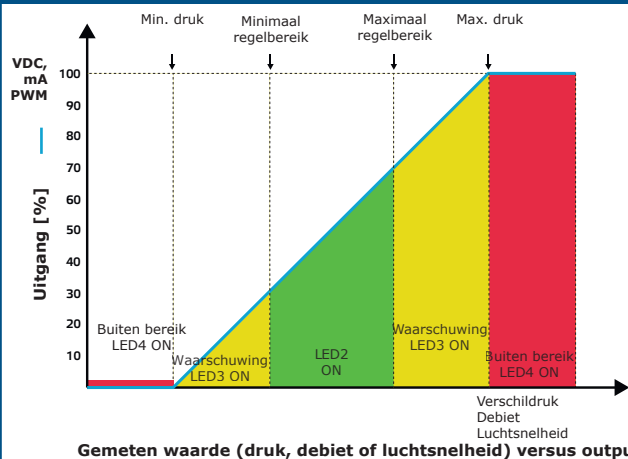 Min. druk
Minimaal
regelbereik
Maximaal
regelbereik
Max. druk
VDC,
mA
PWM
Uitgang [%]
100
90
80
70
60
50
40
30
20
10
Buiten bereik
LED4 ON
Waarschuwing
LED3 ON
LED2
ON
Waarschuwing
LED3 ON
Buiten bereik
LED4 ON
Verschildruk
Debiet
Luchtsnelheid
Gemeten waarde (druk, debiet of luchtsnelheid) versus outpu